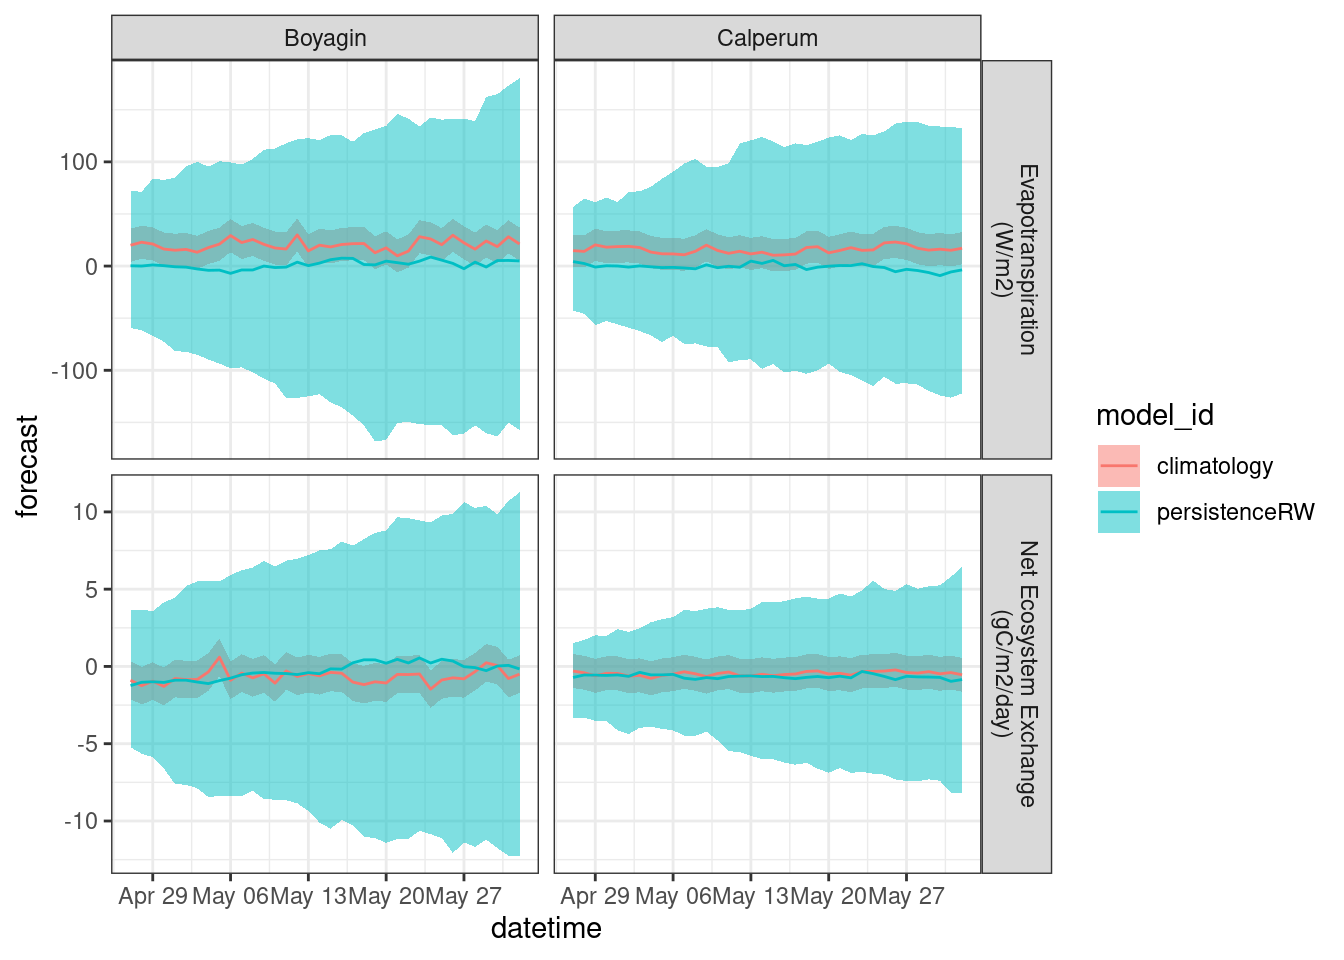 Boyagin
Calperum
100
0
-100
Evapotranspiration
(W/m2)
forecast
10
5
0
-5
-10
Net Ecosystem Exchange
(gC/m2/day)
Apr 29 May 06 May 13 May 20 May 27
Apr 29 May 06 May 13 May 20 May 27
datetime
model_id
climatology
persistenceRW